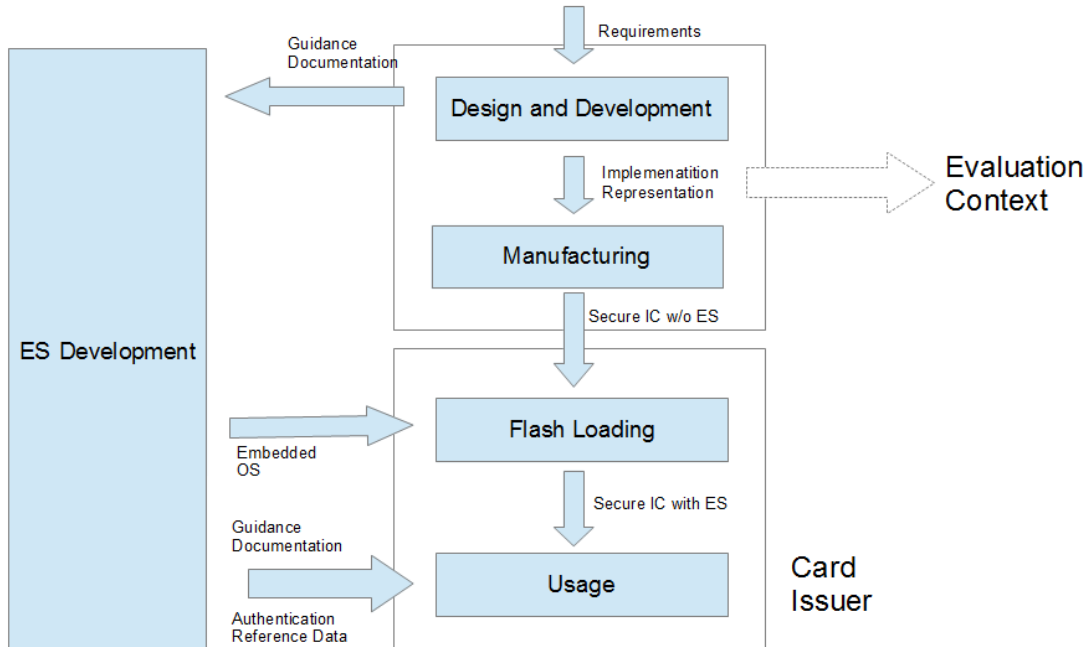 Requirements
Guidance
Documentation
Design and Development
Implemenatition
Representation
Evaluation
Context
Manufacturing
Secure IC w/o ES
ES Development
Flash Loading
Embedded
OS
Secure IC with ES
Guidance
Documentation
Usage
Card
Issuer
Authentication
Reference Data